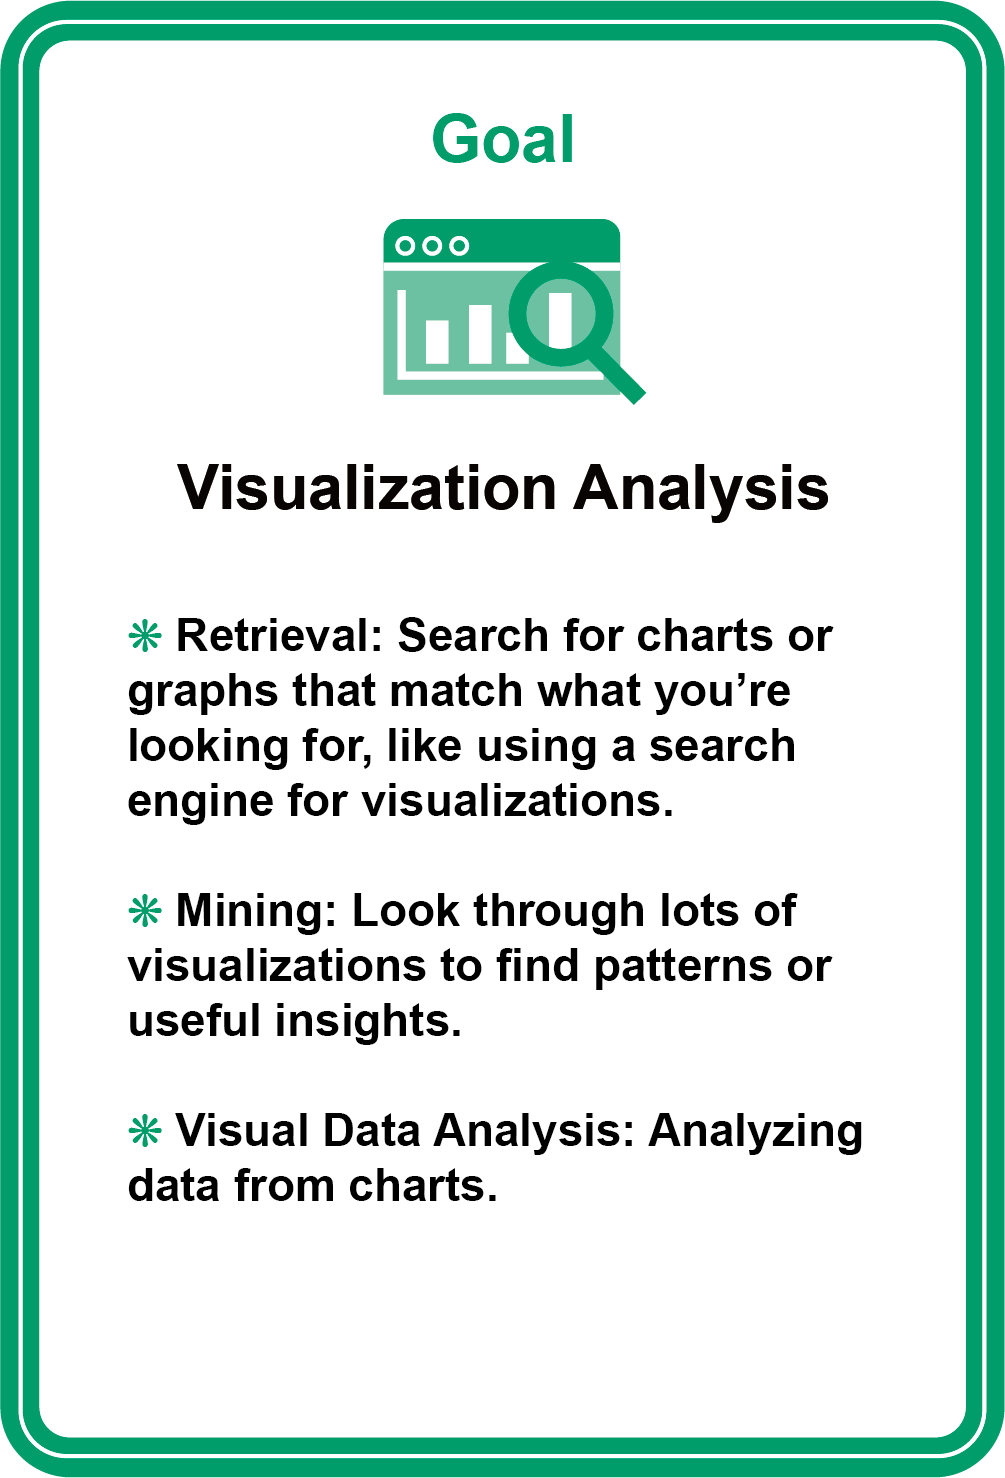 Goal
Visualization Analysis
❋ Retrieval: Search for charts or
graphs that match what you’re
looking for, like using a search
engine for visualizations.
❋ Mining: Look through lots of
visualizations to find patterns or
useful insights.
❋ Visual Data Analysis: Analyzing
data from charts.